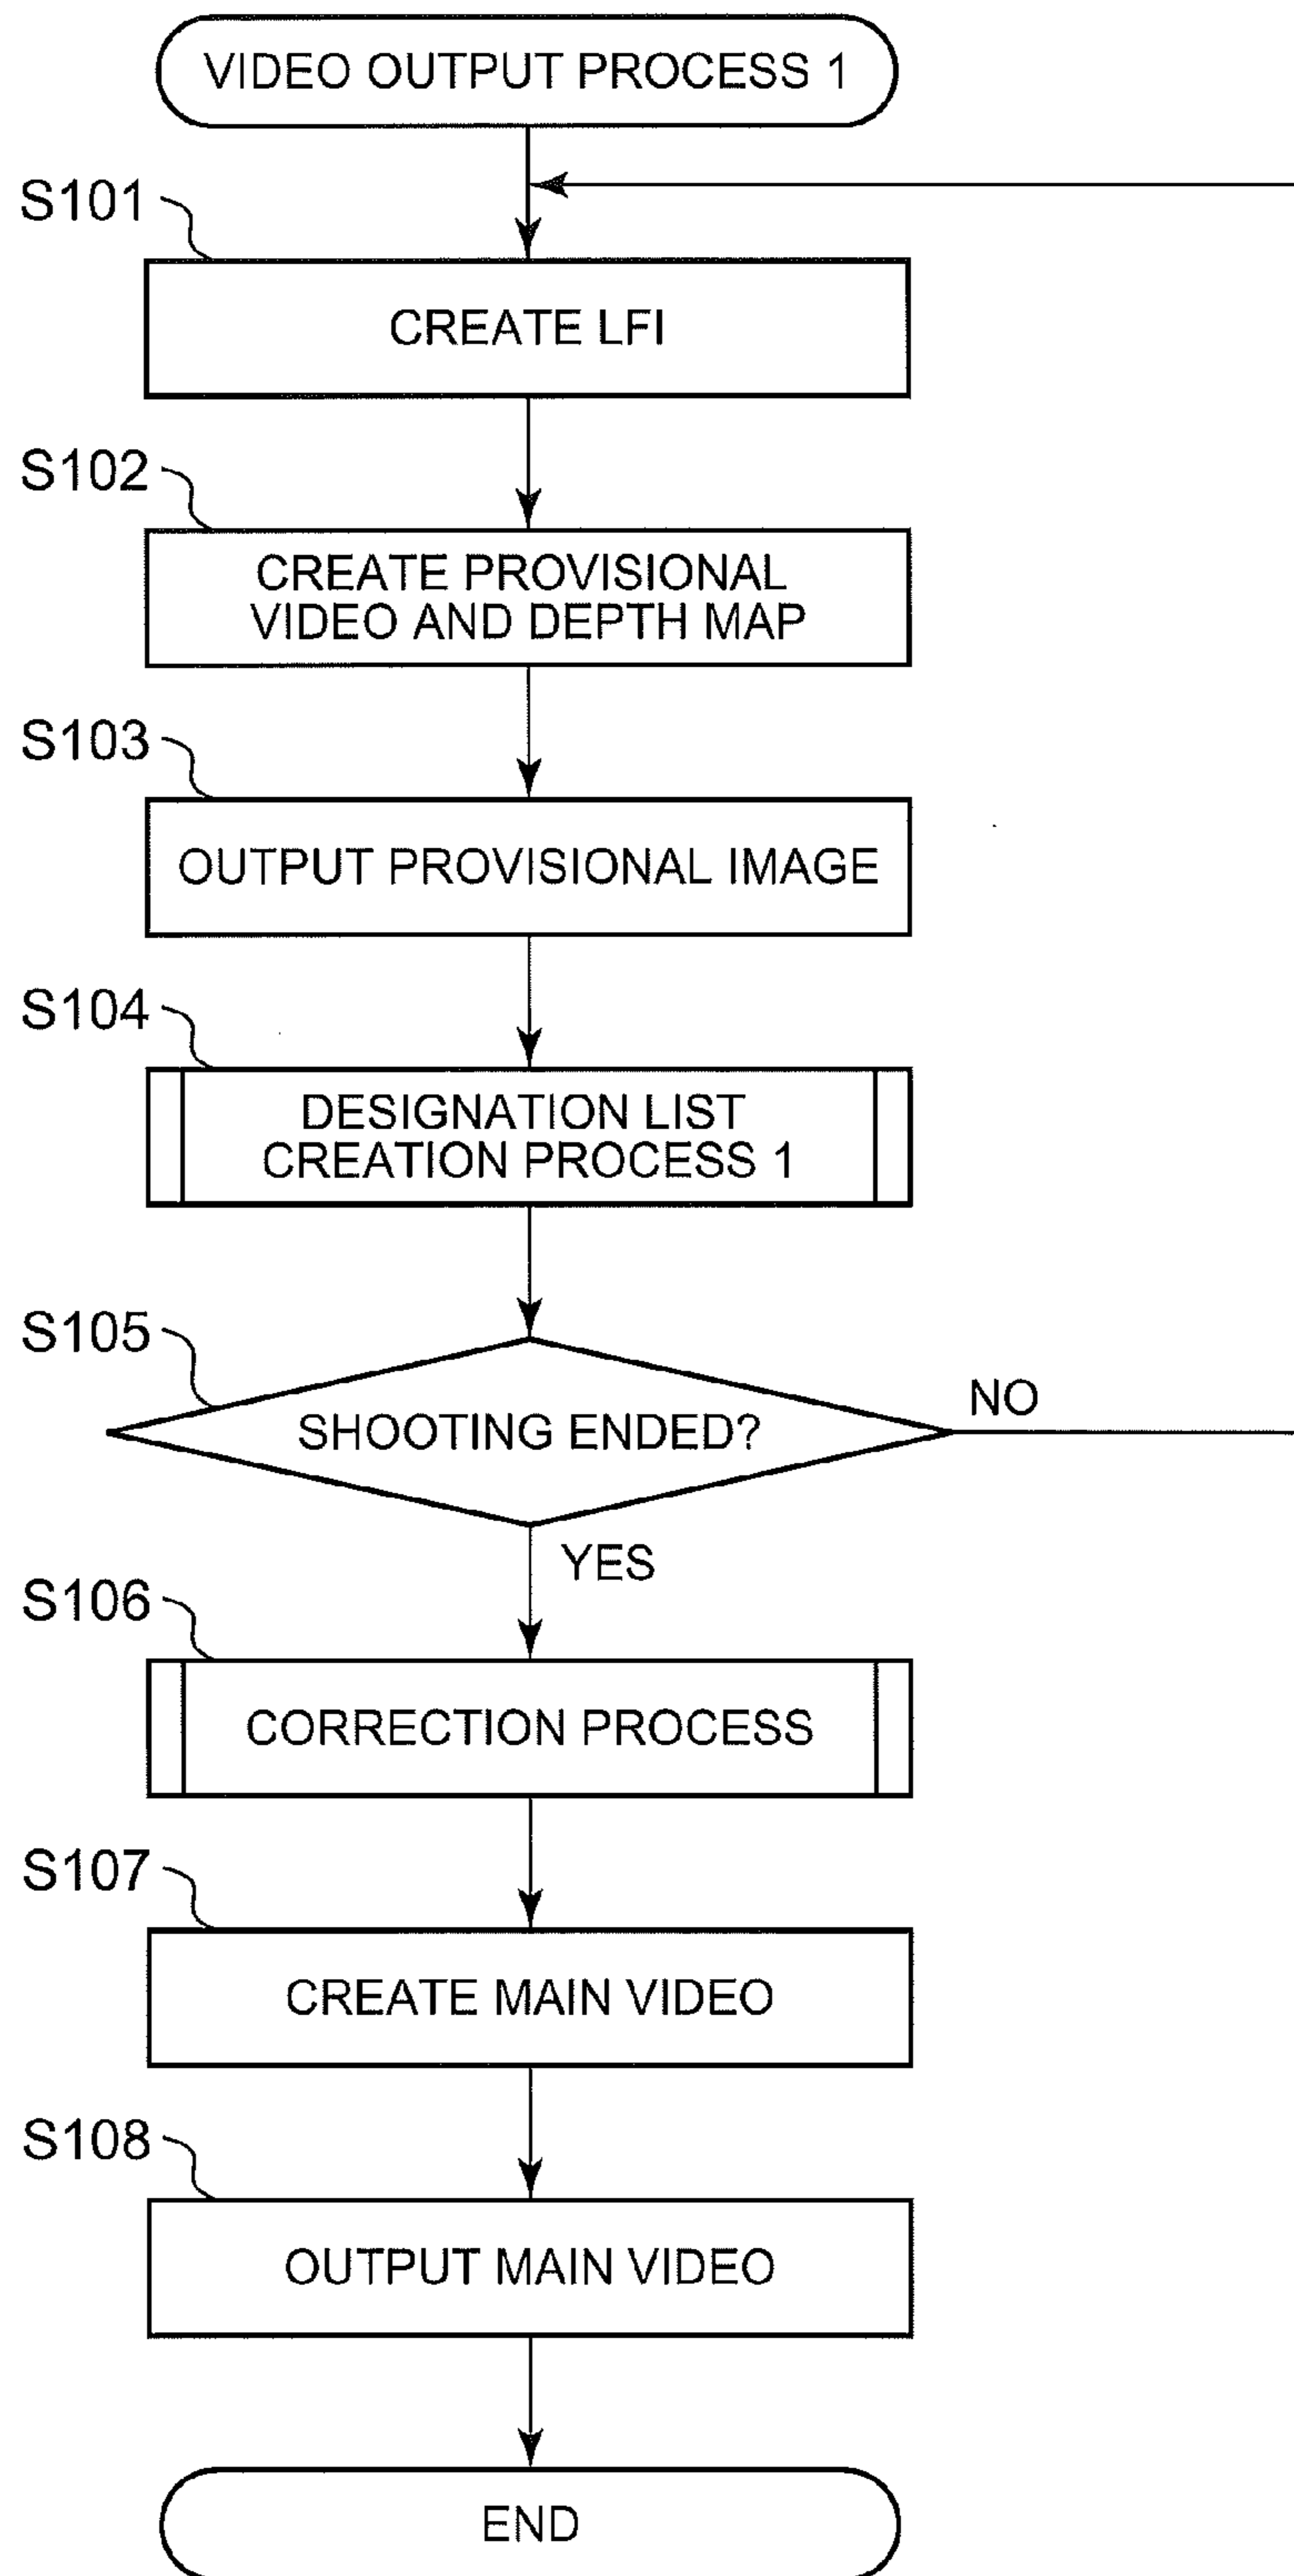 VIDEO OUTPUT PROCESS 1
S101
CREATE LFI
S102
CREATE PROVISIONAL
VIDEO AND DEPTH MAP
S103
OUTPUT PROVISIONAL IMAGE
S104
DESIGNATION LIST
CREATION PROCESS 1
S105
SHOOTING ENDED?
NO
YES
S106
CORRECTION PROCESS
S107
CREATE MAIN VIDEO
S108
OUTPUT MAIN VIDEO
END